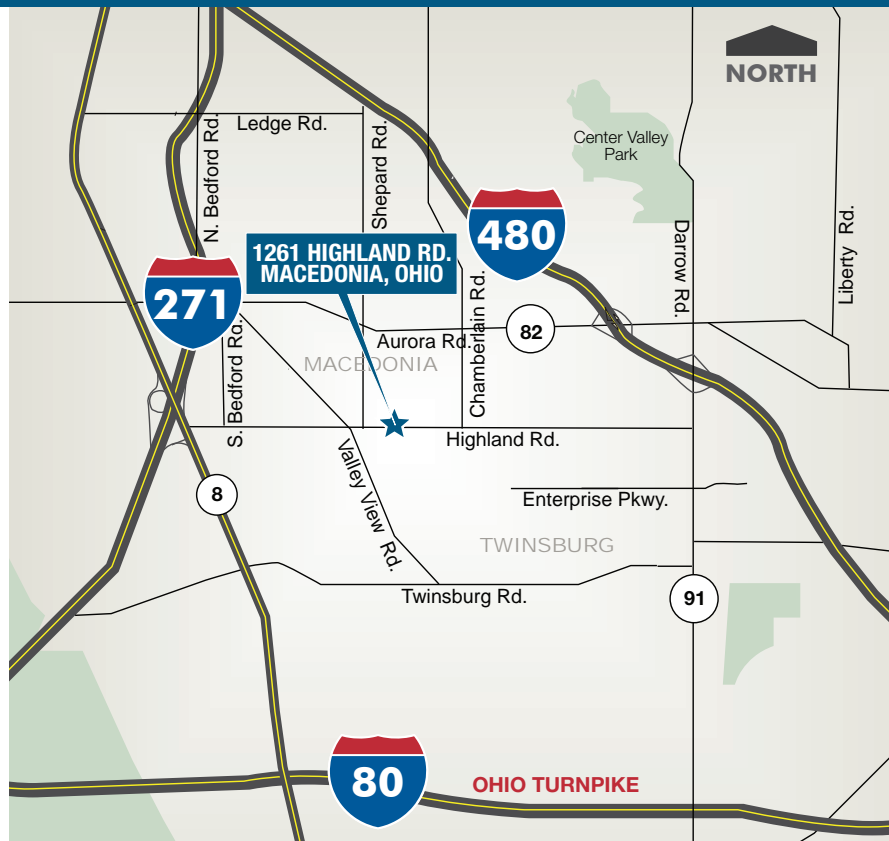 NORTH
Ledge Rd.
N. Bedford Rd.
Shepard Rd.
Center Valley
Park
480
Darrow Rd.
Liberty Rd.
1261 HIGHLAND RD.
MACEDONIA, OHIO
271
Chamberlain Rd.
82
Aurora Rd.
S. Bedford Rd.
MACEDONIA
Highland Rd.
Valley View Rd.
8
Enterprise Pkwy.
TWINSBURG
Twinsburg Rd.
91
80
OHIO TURNPIKE